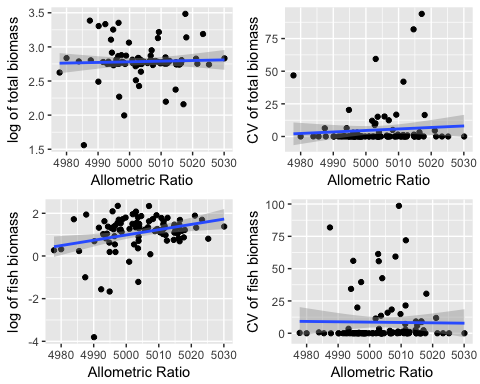 log of total biomass
3.5
3.0
2.5
2.0
1.5
4980 4990 5000 5010 5020 5030
Allometric Ratio
CV of total biomass
75
50
25
0
4980 4990 5000 5010 5020 5030
Allometric Ratio
log of fish biomass
2
0
-2
-4
4980 4990 5000 5010 5020 5030
Allometric Ratio
CV of fish biomass
100
75
50
25
0
4980 4990 5000 5010 5020 5030
Allometric Ratio